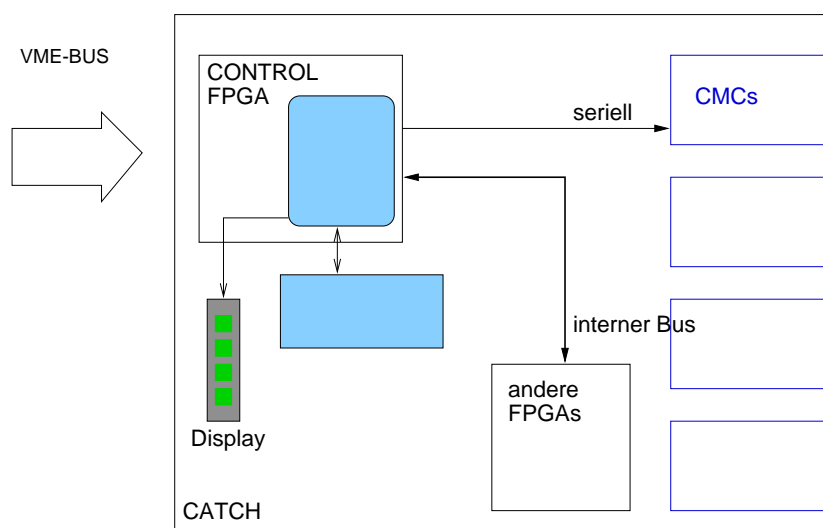 VME-BUS
CONTROL
FPGA
seriell
CMCs
interner Bus
andere
FPGAs
Display
CATCH